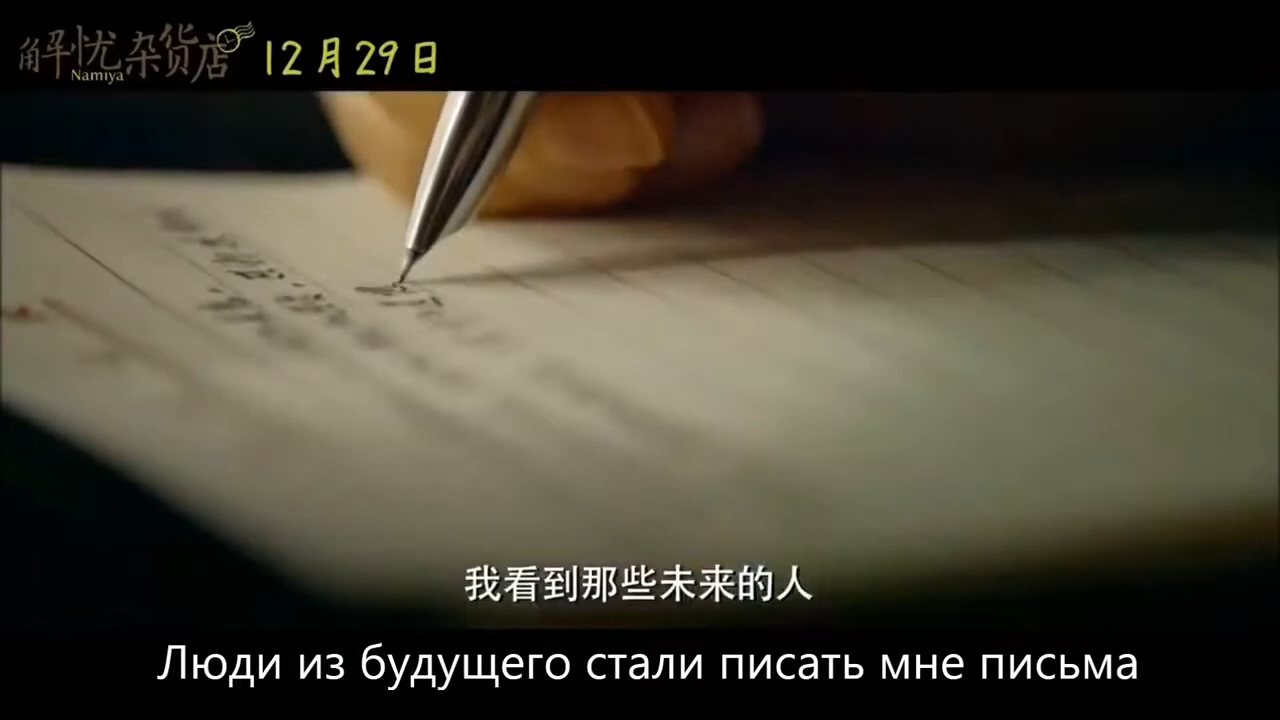 解忧杂货店
Namiya
12月29日
我看到那些未来的人
Люди из будущего стали писать мне письма